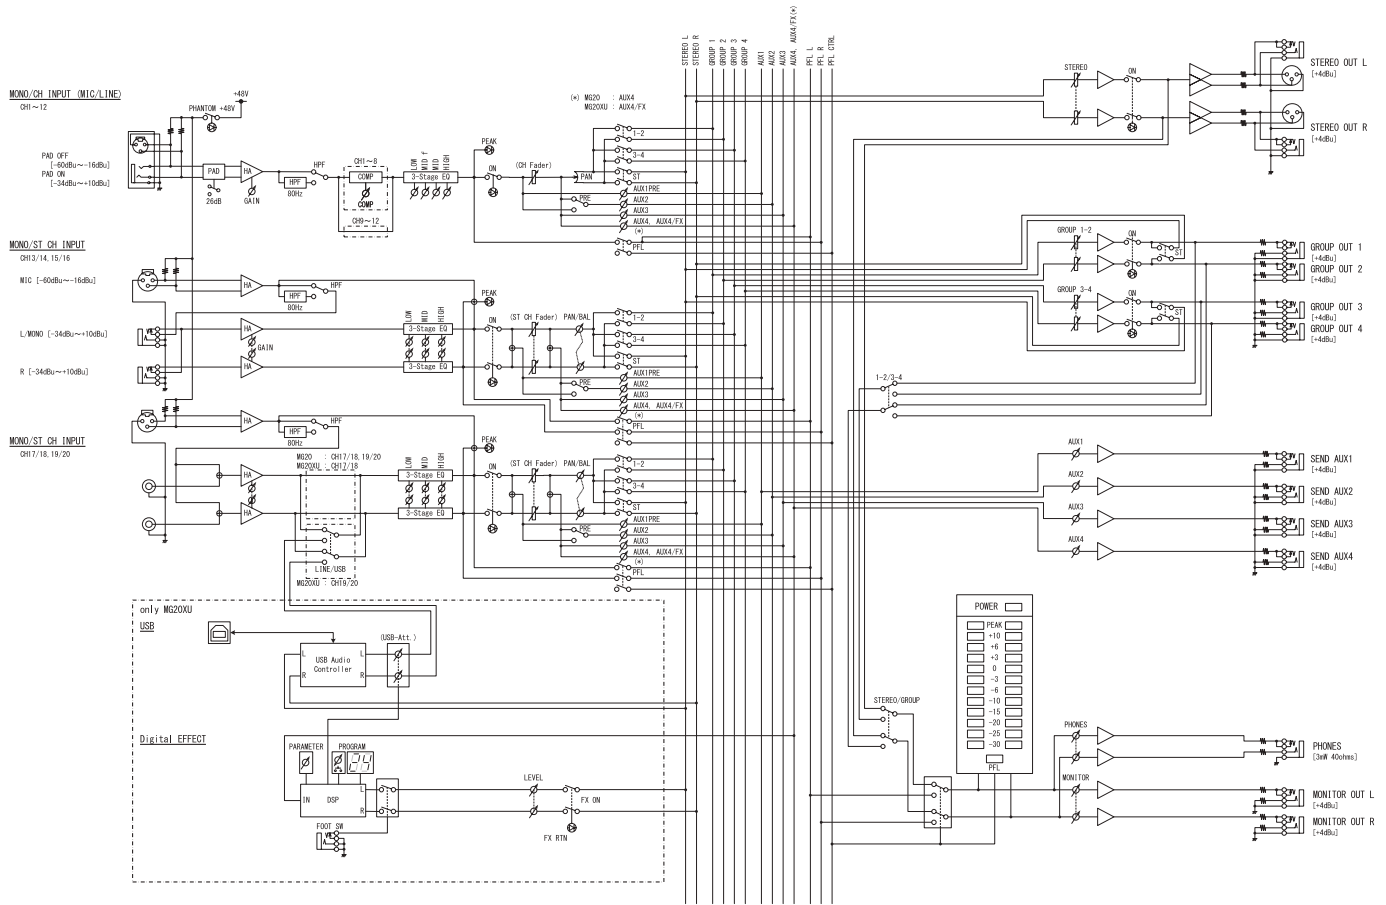 STEREO L
STEREO R
GROUP 1
GROUP 2
GROUP 3
GROUP 4
AUX1
AUX2
AUX3
AUX4, AUX4/FX(*)
PFL L
PFL R
PFL CTRL
(*) MG20 : AUX4
MG20XU : AUX4/FX
MONO/CH INPUT (MIC/LINE)
CH1~12
PHANTOM +48V
+48V
PAD OFF
[-60dBu~-16dBu]
PAD ON
[-34dBu~+10dBu]
PAD
26dB
HA
GAIN
HPF
HPF
80Hz
CH1~8
COMP
COMP
CH9~12
LOW
MID f
MID
HIGH
3-Stage EQ
PEAK
ON
(CH Fader)
PAN
1-2
3-4
ST
PRE
AUX1PRE
AUX2
AUX3
AUX4, AUX4/FX
(*)
PFL
MONO/ST CH INPUT
CH13/14,15/16
MIC [-60dBu~-16dBu]
HA
HPF
HPF
80Hz
L/MONO [-34dBu~+10dBu]
HA
GAIN
R [-34dBu~+10dBu]
HA
LOW
MID
HIGH
3-Stage EQ
3-Stage EQ
PEAK
ON
(ST CH Fader)
PAN/BAL
1-2
3-4
ST
PRE
AUX1PRE
AUX2
AUX3
AUX4, AUX4/FX
(*)
PFL
MONO/ST CH INPUT
CH17/18,19/20
HA
HPF
HPF
80Hz
MG20 : CH17/18,19/20
MG20XU : CH17/18
HA
HA
LINE/USB
MG20XU : CH19/20
LOW
MID
HIGH
3-Stage EQ
3-Stage EQ
PEAK
ON
(ST CH Fader)
PAN/BAL
1-2
3-4
ST
PRE
AUX1PRE
AUX2
AUX3
AUX4, AUX4/FX
(*)
PFL
only MG20XU
USB
(USB-Att.)
L
R
USB Audio
Controller
L
R
Digital EFFECT
PARAMETER
PROGRAM
IN
DSP
L
R
FOOT SW
LEVEL
FX ON
FX RTN
STEREO
ON
STEREO OUT L
[+4dBu]
STEREO OUT R
[+4dBu]
GROUP 1-2
ON
ST
GROUP 3-4
ON
ST
GROUP OUT 1
[+4dBu]
GROUP OUT 2
[+4dBu]
GROUP OUT 3
[+4dBu]
GROUP OUT 4
[+4dBu]
1-2/3-4
AUX1
SEND AUX1
[+4dBu]
AUX2
SEND AUX2
[+4dBu]
AUX3
SEND AUX3
[+4dBu]
AUX4
SEND AUX4
[+4dBu]
POWER
PEAK
+10
+6
+3
0
-3
-6
-10
-15
-20
-25
-30
PFL
STEREO/GROUP
PHONES
PHONES
[3mW 40ohms]
MONITOR
MONITOR OUT L
[+4dBu]
MONITOR OUT R
[+4dBu]